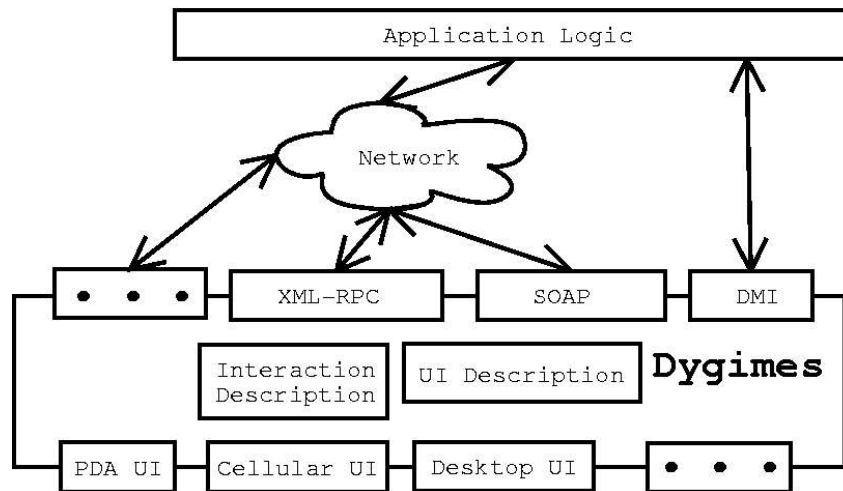 Application Logic
Network
• • •
XML-RPC
SOAP
DMI
Interaction
Description
UI Description
Dygimes
PDA UI
Cellular UI
Desktop UI
• • •